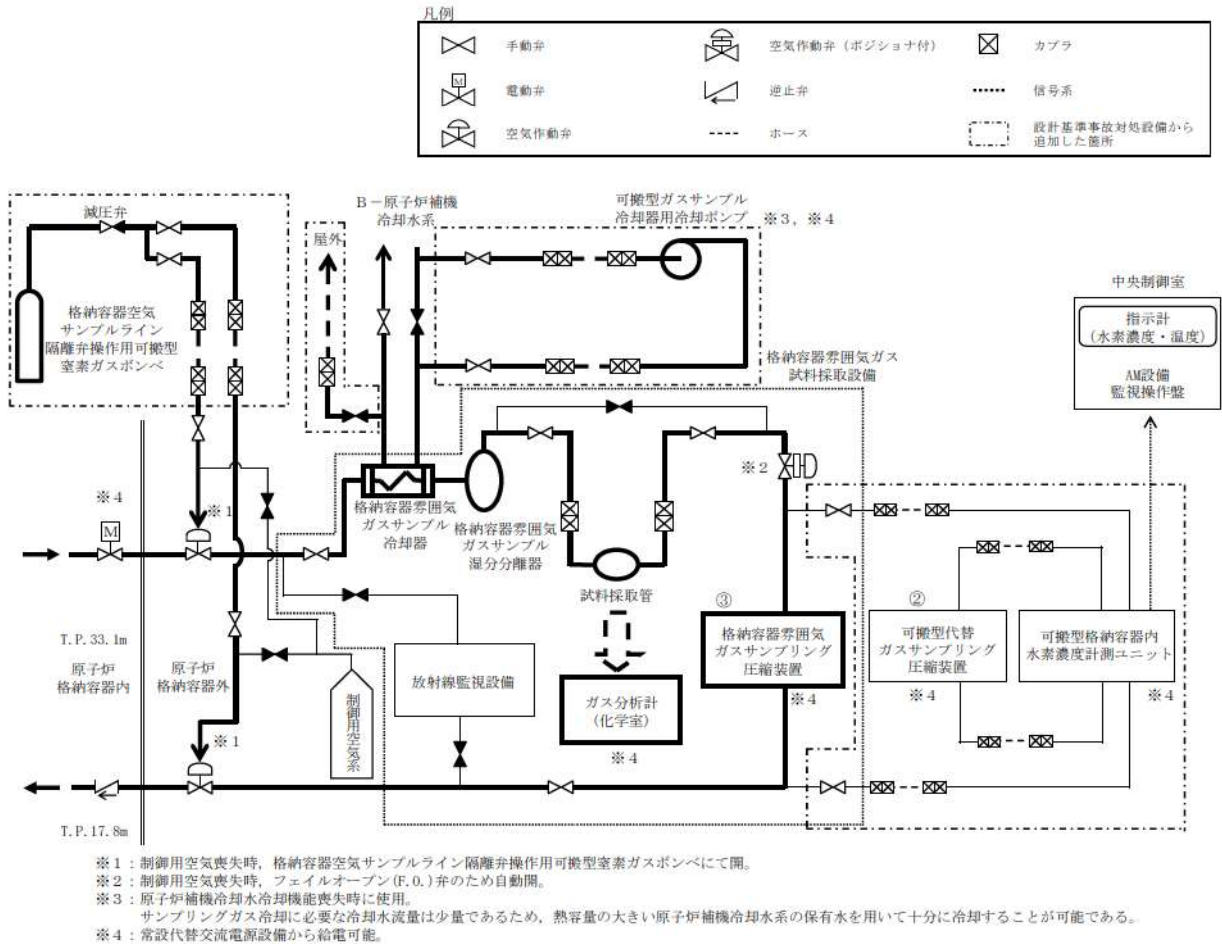 凡例
手動弁
空気作動弁（ポジショナ付）
カプラ
M
電動弁
逆止弁
信号系
空気作動弁
ホース
設計基準事故対処設備から
追加した箇所
減圧弁
格納容器空気
サンプルライン
隔離弁操作用可搬型
窒素ガスボンベ
屋外
B－原子炉補機
冷却水系
可搬型ガスサンプル
冷却器用冷却ポンプ
※3，※4
中央制御室
指示計
（水素濃度・温度）
AM設備
監視操作盤
格納容器雰囲気ガス
試料採取設備
※4
M
※1
格納容器雰囲気
ガスサンプル
冷却器
格納容器雰囲気
ガスサンプル
湿分分離器
※2
試料採取管
T.P.33.1m
原子炉
格納容器内
原子炉
格納容器外
※1
制御用空気系
放射線監視設備
ガス分析計
(化学室)
※4
③
格納容器雰囲気
ガスサンプリング
圧縮装置
※4
②
可搬型代替
ガスサンプリング
圧縮装置
※4
可搬型格納容器内
水素濃度計測ユニット
※4
T.P.17.8m
※1：制御用空気喪失時，格納容器空気サンプルライン隔離弁操作用可搬型窒素ガスボンベにて開。
※2：制御用空気喪失時，フェイルオープン(F.O.)弁のため自動開。
※3：原子炉補機冷却水冷却機能喪失時に使用。
サンプリングガス冷却に必要な冷却水流量は少量であるため，熱容量の大きい原子炉補機冷却水系の保有水を用いて十分に冷却することが可能である。
※4：常設代替交流電源設備から給電可能。